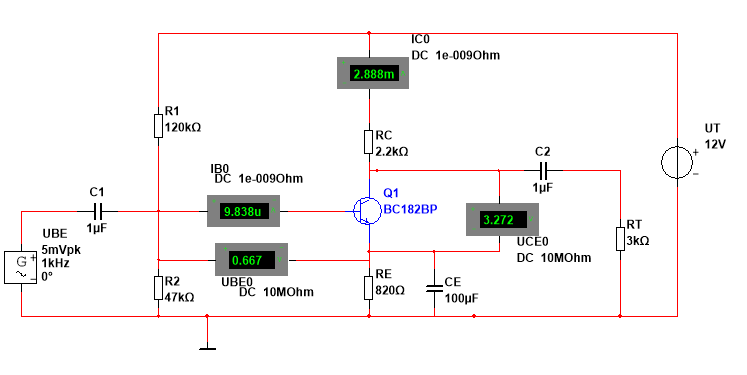 IC0
DC 1e-009Ohm
2.888m
R1
120kΩ
RC
2.2kΩ
UT
12V
IB0
DC 1e-009Ohm
9.838u
C1
1µF
Q1
BC182BP
C2
1µF
3.272
UCE0
DC 10MOhm
RT
3kΩ
UBE
5mVpk
1kHz
0°
G
0.667
UBE0
DC 10MOhm
R2
47kΩ
RE
820Ω
CE
100µF